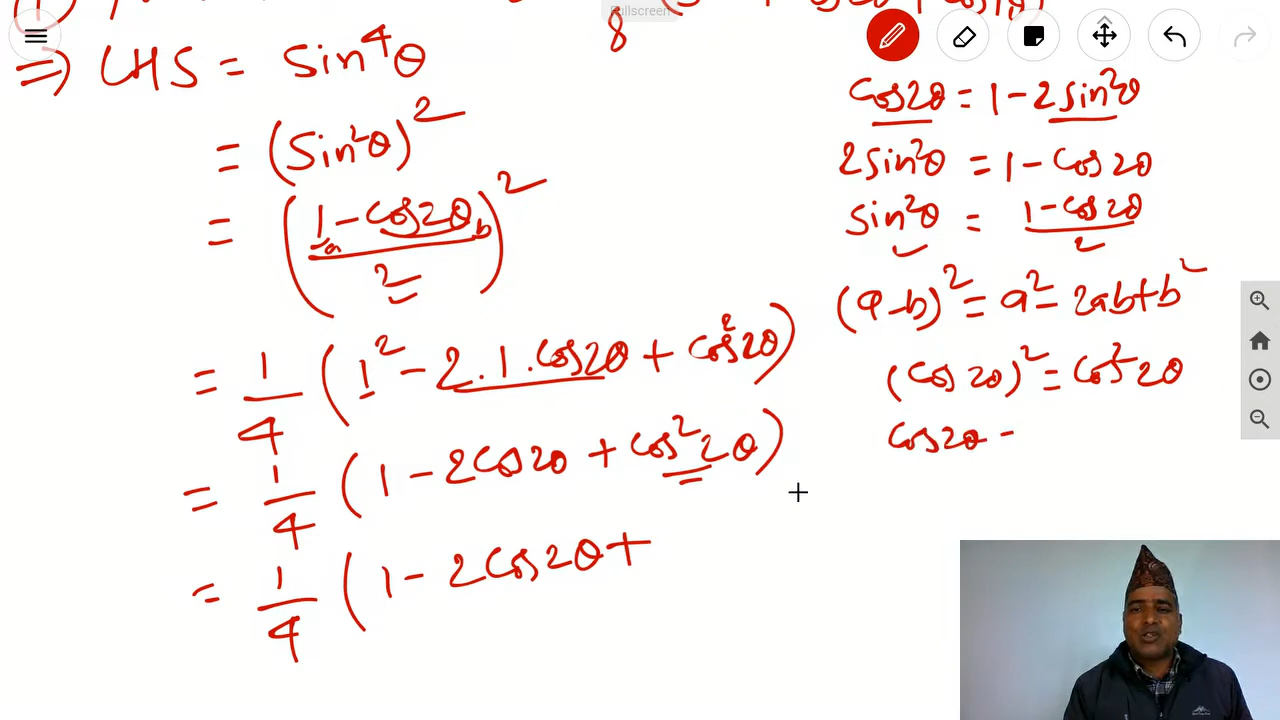 Fullscreen
8
⇒) LHS = Sin⁴θ
= (Sin²θ)²
= ((1 - cos2θ)/2)²
a b
= 1/4 (1² - 2.1.cos2θ + cos²2θ)
= 1/4 (1 - 2cos2θ + cos²2θ)
= 1/4 (1 - 2cos2θ +
cos2θ = 1 - 2sin²θ
2sin²θ = 1 - cos2θ
sin²θ = (1 - cos2θ)/2
(a - b)² = a² - 2ab + b²
(cos2θ)² = cos²2θ
cos2θ -